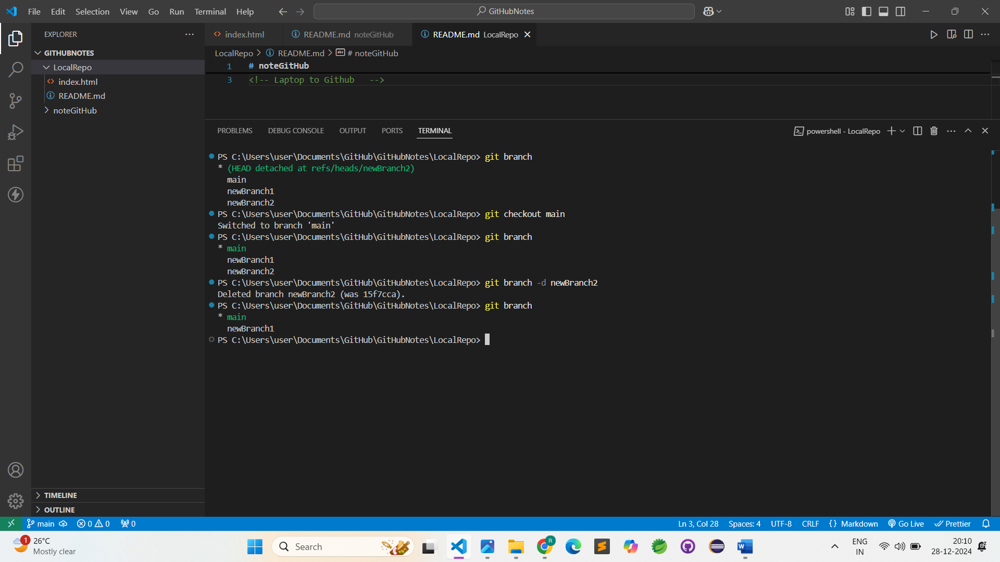 File Edit Selection View Go Run Terminal Help
GitHubNotes
EXPLORER
GITHUBNOTES
LocalRepo
index.html
README.md
noteGitHub
TIMELINE
OUTLINE
index.html
README.md noteGitHub
README.md LocalRepo
LocalRepo > README.md > # noteGitHub
1 # noteGitHub
3 <!-- Laptop to Github   -->
PROBLEMS DEBUG CONSOLE OUTPUT PORTS TERMINAL
powershell - LocalRepo
PS C:\Users\user\Documents\GitHub\GitHubNotes\LocalRepo> git branch
* (HEAD detached at refs/heads/newBranch2)
main
newBranch1
newBranch2
PS C:\Users\user\Documents\GitHub\GitHubNotes\LocalRepo> git checkout main
Switched to branch 'main'
PS C:\Users\user\Documents\GitHub\GitHubNotes\LocalRepo> git branch
* main
newBranch1
newBranch2
PS C:\Users\user\Documents\GitHub\GitHubNotes\LocalRepo> git branch -d newBranch2
Deleted branch newBranch2 (was 15f7cca).
PS C:\Users\user\Documents\GitHub\GitHubNotes\LocalRepo> git branch
* main
newBranch1
PS C:\Users\user\Documents\GitHub\GitHubNotes\LocalRepo>
main 0 0 0
Ln 3, Col 28 Spaces: 4 UTF-8 CRLF {} Markdown Go Live Prettier
1
26°C
Mostly clear
Search
R
ENG
IN
20:10
28-12-2024